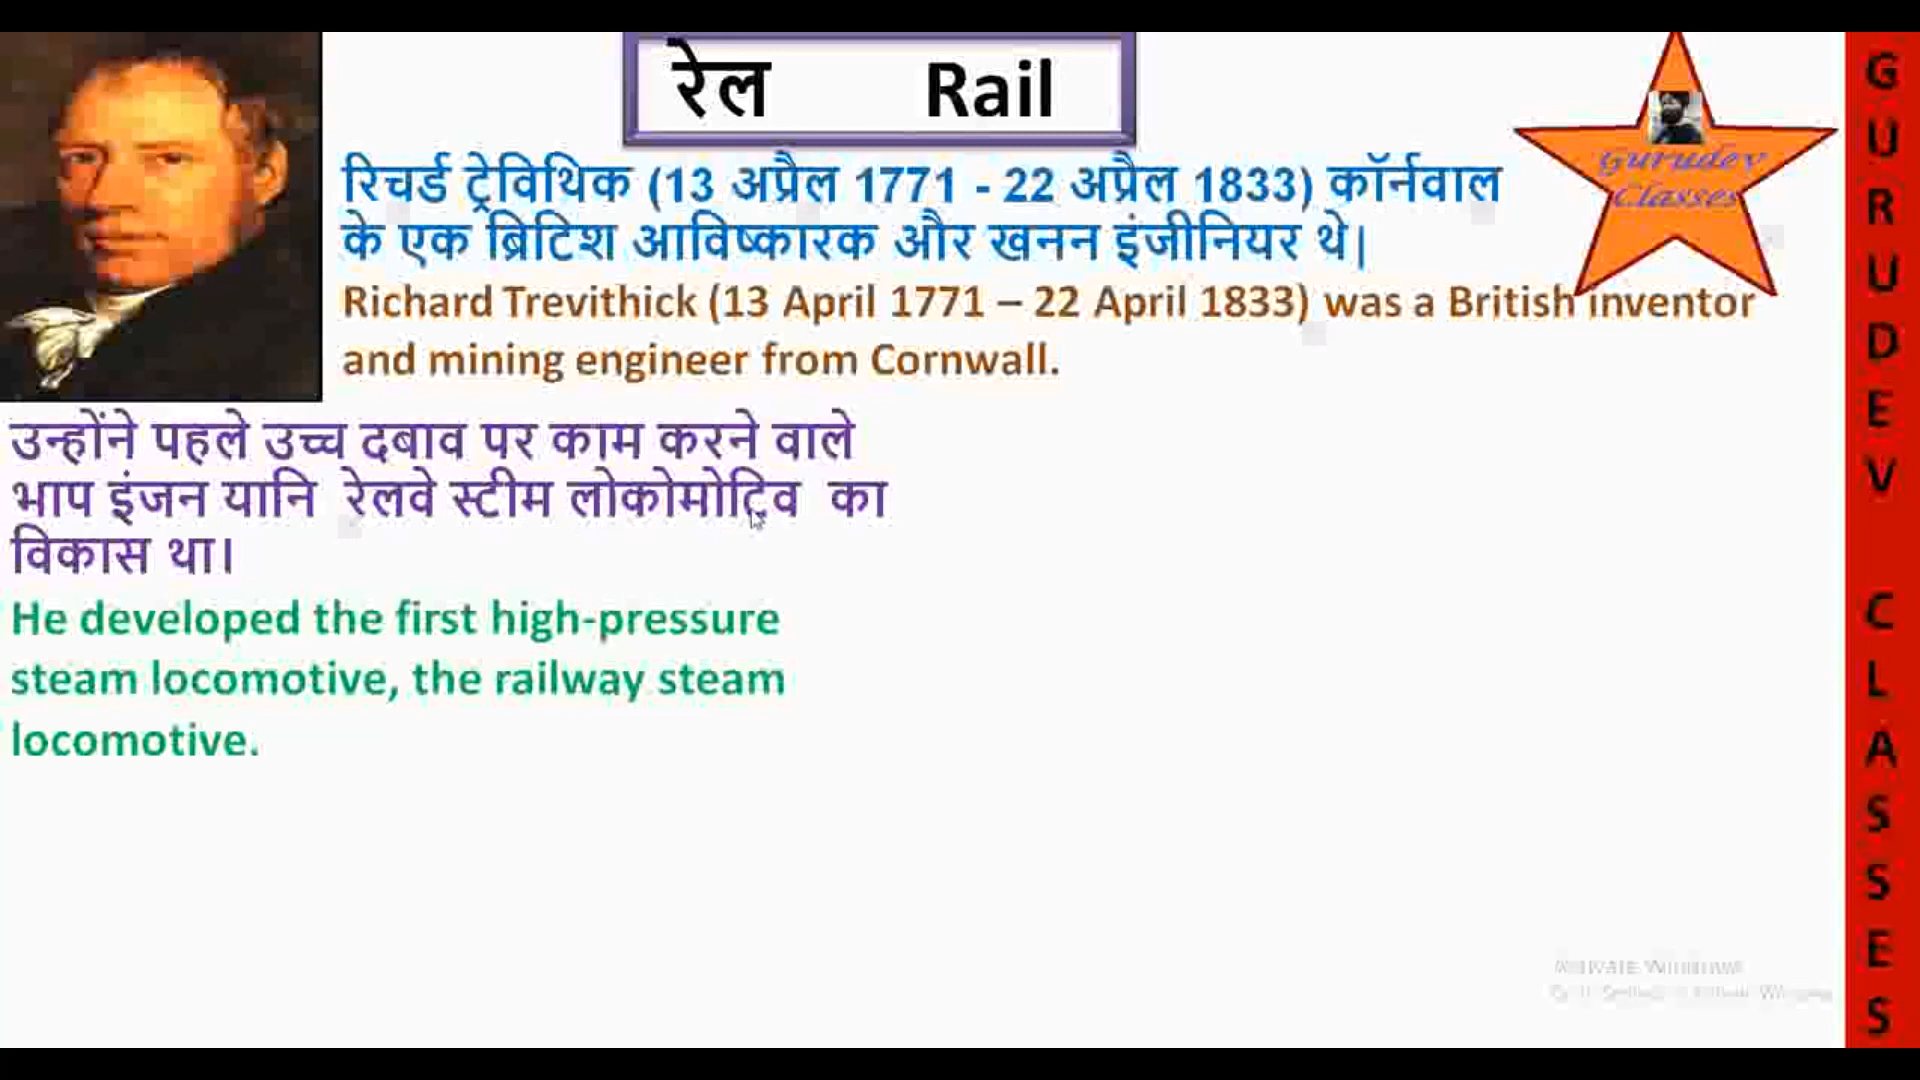 रेल Rail
Gurudev
Classes
रिचर्ड ट्रेविथिक (13 अप्रैल 1771 - 22 अप्रैल 1833) कॉर्नवाल
के एक ब्रिटिश आविष्कारक और खनन इंजीनियर थे|
Richard Trevithick (13 April 1771 – 22 April 1833) was a British inventor
and mining engineer from Cornwall.
उन्होंने पहले उच्च दबाव पर काम करने वाले
भाप इंजन यानि रेलवे स्टीम लोकोमोटिव का
विकास था।
He developed the first high-pressure
steam locomotive, the railway steam
locomotive.
Activate Windows
GURUDEV CLASSES